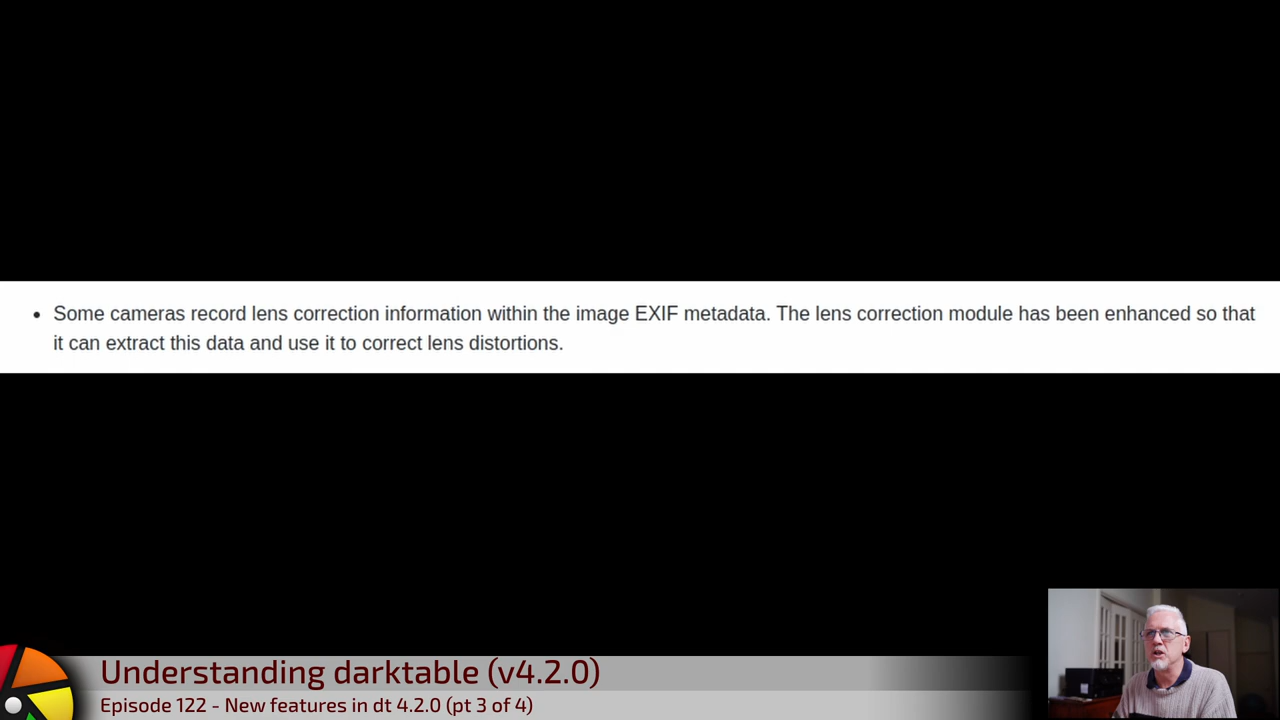 • Some cameras record lens correction information within the image EXIF metadata. The lens correction module has been enhanced so that
it can extract this data and use it to correct lens distortions.
Understanding darktable (v4.2.0)
Episode 122 - New features in dt 4.2.0 (pt 3 of 4)